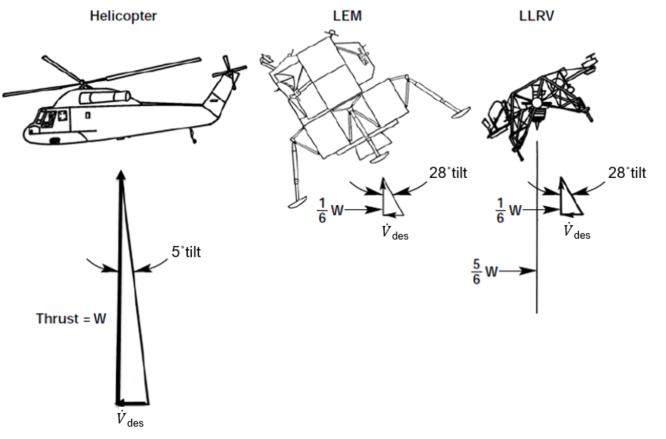 Helicopter
LEM
LLRV
28°tilt
1/6 W
V̇des
28°tilt
1/6 W
V̇des
5°tilt
5/6 W
Thrust = W
V̇des